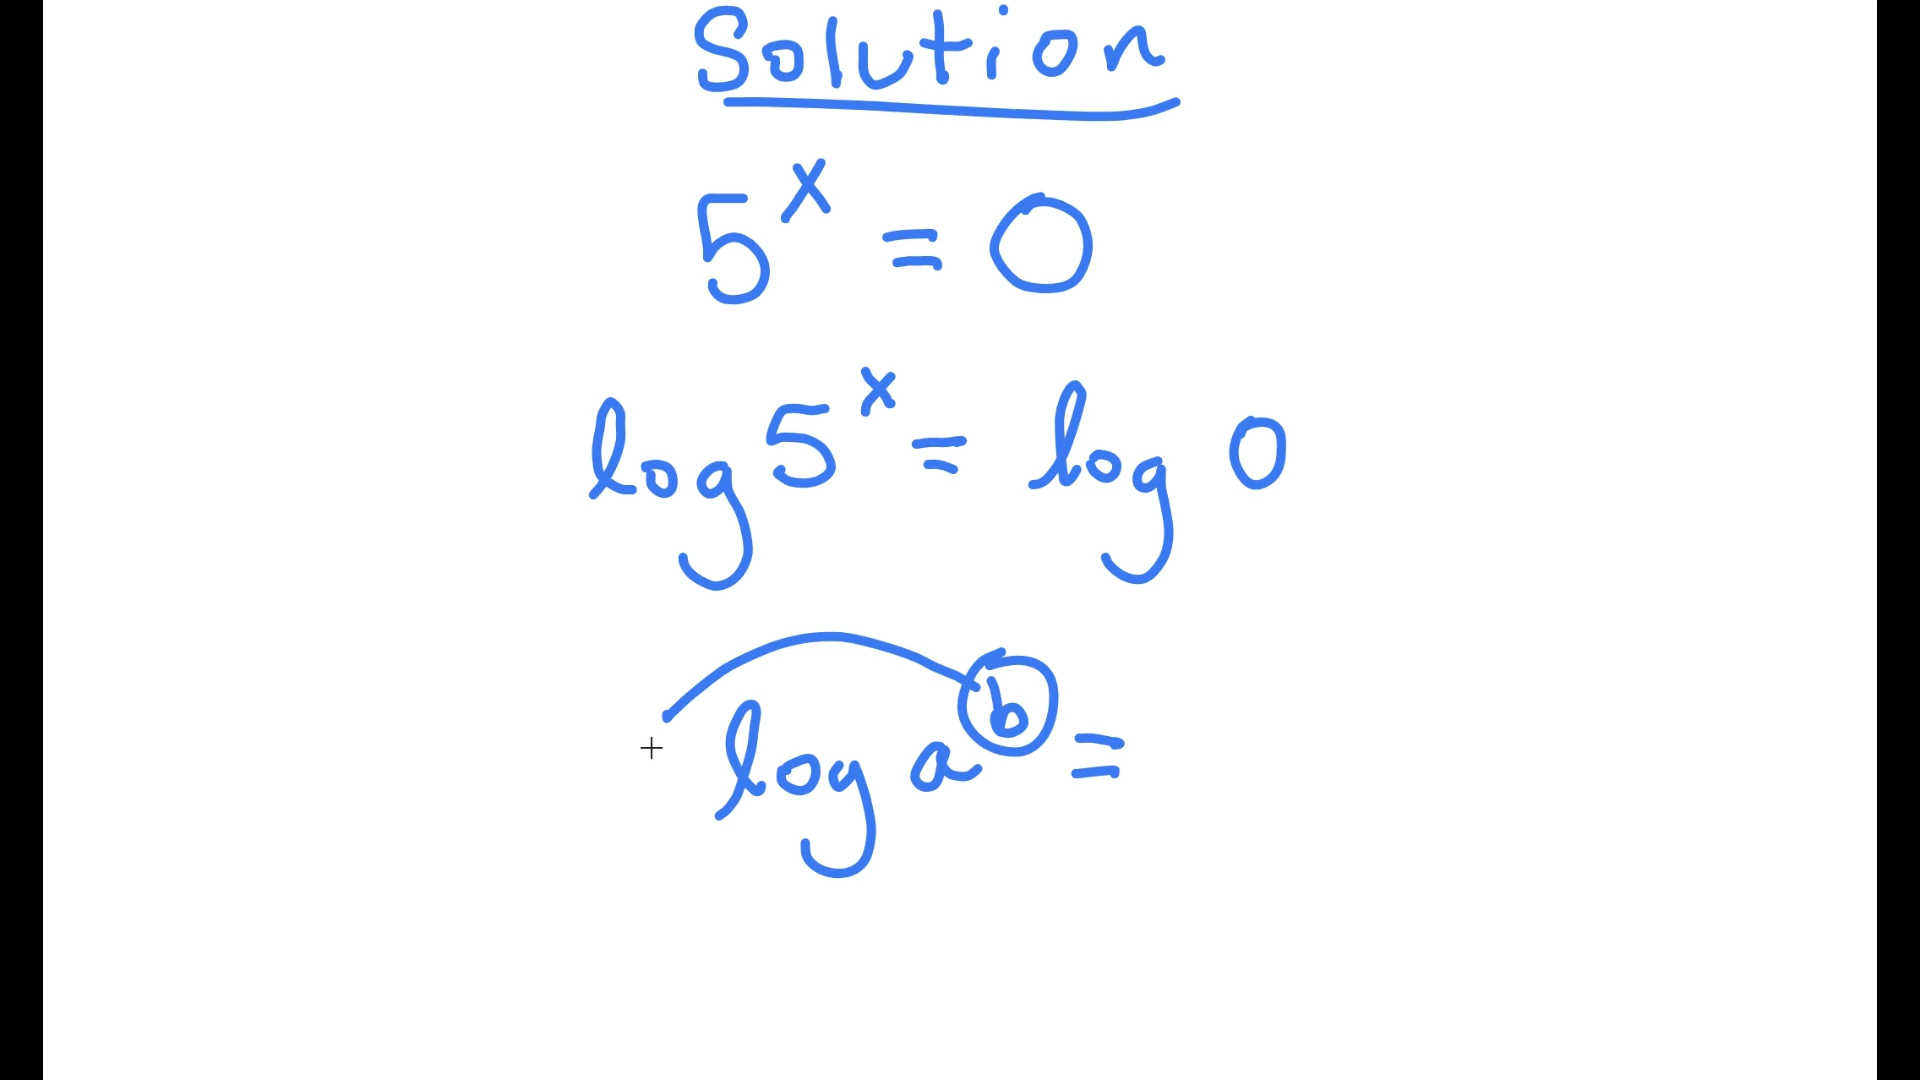 Solution
5^x = 0
log 5^x = log 0
log a^b =